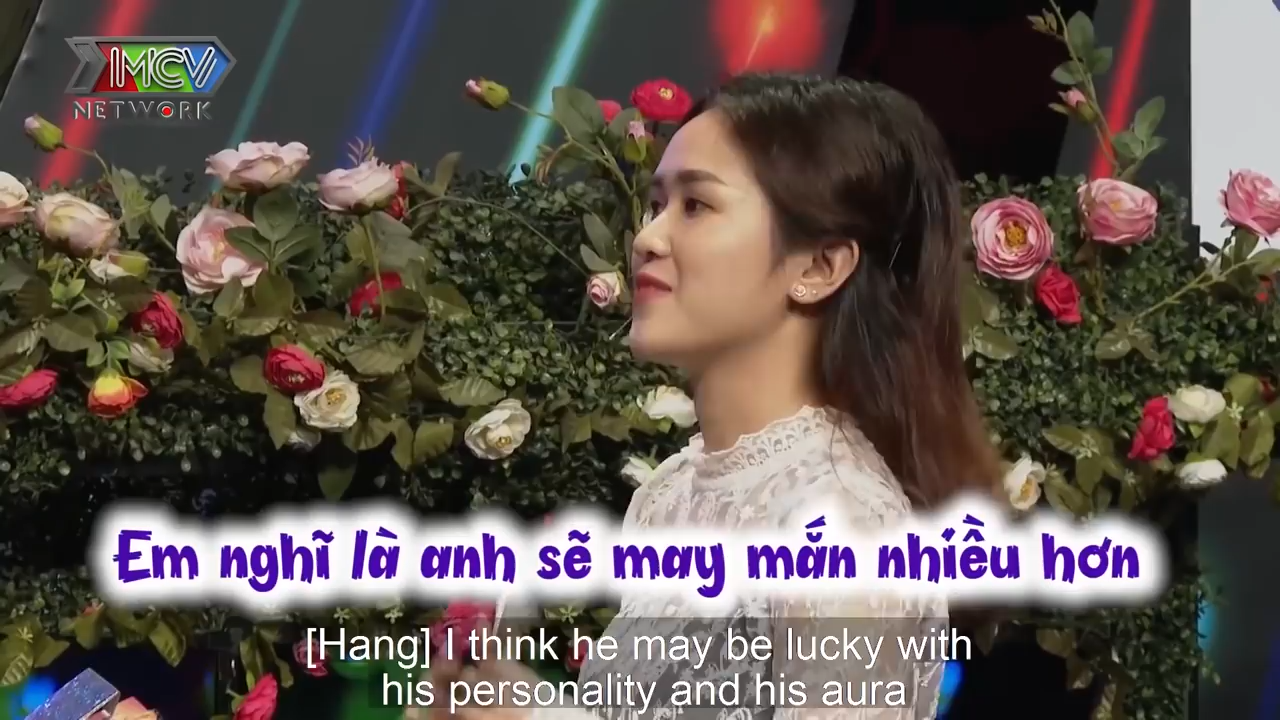 MCV
NETWORK
Em nghĩ là anh sẽ may mắn nhiều hơn
[Hang] I think he may be lucky with
his personality and his aura